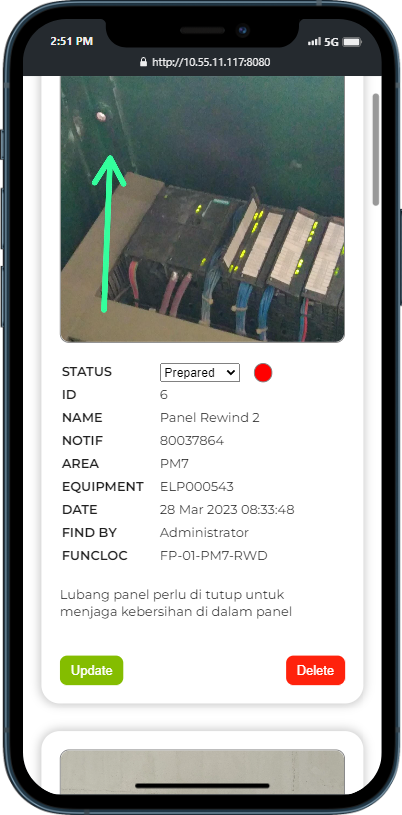 2:51 PM
5G
http://10.55.11.117:8080
STATUS Prepared
ID 6
NAME Panel Rewind 2
NOTIF 80037864
AREA PM7
EQUIPMENT ELP000543
DATE 28 Mar 2023 08:33:48
FIND BY Administrator
FUNCLOC FP-01-PM7-RWD
Lubang panel perlu di tutup untuk
menjaga kebersihan di dalam panel
Update Delete